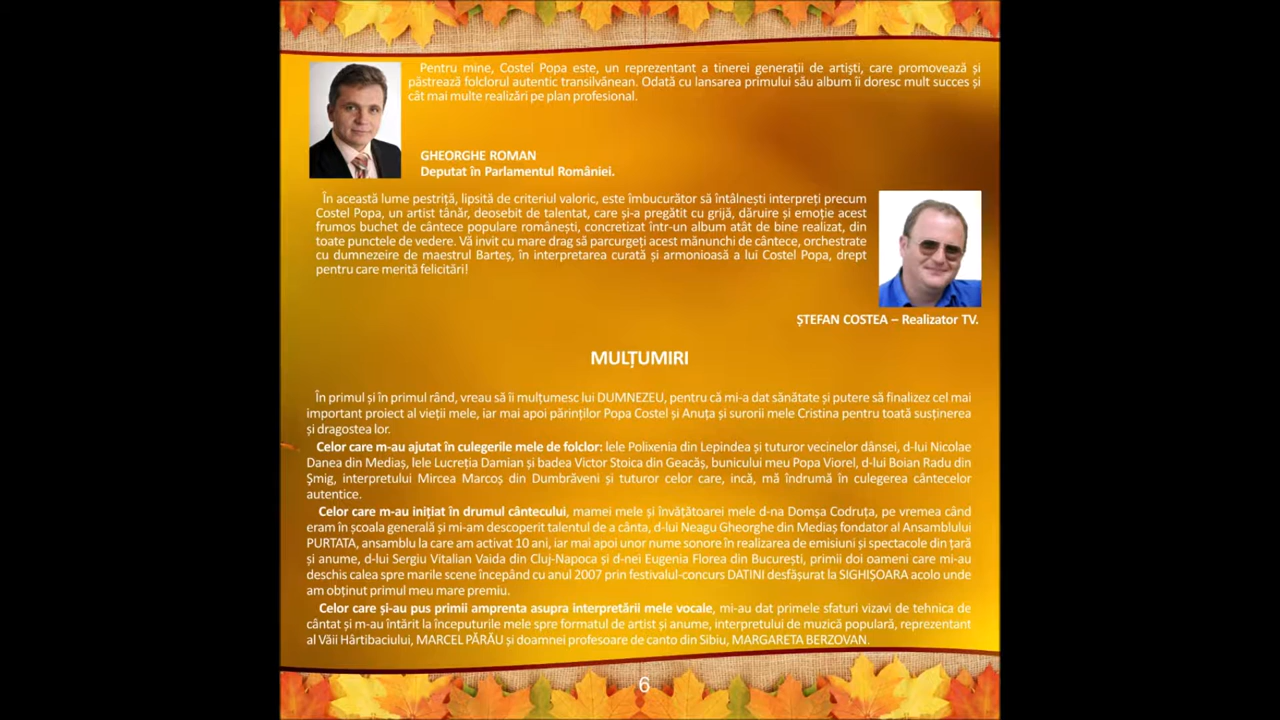 Pentru mine, Costel Popa este, un reprezentant a tinerei generații de artiști, care promovează și
păstrează folclorul autentic transilvănean. Odată cu lansarea primului său album îi doresc mult succes și
cât mai multe realizări pe plan profesional.
GHEORGHE ROMAN
Deputat în Parlamentul României.
În această lume pestriță, lipsită de criteriul valoric, este îmbucurător să întâlnești interpreți precum
Costel Popa, un artist tânăr, deosebit de talentat, care și-a pregătit cu grijă, dăruire și emoție acest
frumos buchet de cântece populare românești, concretizat într-un album atât de bine realizat, din
toate punctele de vedere. Vă invit cu mare drag să parcurgeți acest mănunchi de cântece, orchestrate
cu dumnezeire de maestrul Barteș, în interpretarea curată și armonioasă a lui Costel Popa, drept
pentru care merită felicitări!
ȘTEFAN COSTEA – Realizator TV.
MULȚUMIRI
În primul și în primul rând, vreau să îi mulțumesc lui DUMNEZEU, pentru că mi-a dat sănătate și putere să finalizez cel mai
important proiect al vieții mele, iar mai apoi părinților Popa Costel și Anuța și surorii mele Cristina pentru toată susținerea
și dragostea lor.
Celor care m-au ajutat în culegerile mele de folclor: lele Polixenia din Lepindea și tuturor vecinelor dânsei, d-lui Nicolae
Danea din Mediaș, lele Lucreția Damian și badea Victor Stoica din Geacăș, bunicului meu Popa Viorel, d-lui Boian Radu din
Șmig, interpretului Mircea Marcoș din Dumbrăveni și tuturor celor care, incă, mă îndrumă în culegerea cântecelor
autentice.
Celor care m-au inițiat în drumul cântecului, mamei mele și învățătoarei mele d-na Domșa Codruța, pe vremea când
eram în școala generală și mi-am descoperit talentul de a cânta, d-lui Neagu Gheorghe din Mediaș fondator al Ansamblului
PURTATA, ansamblu la care am activat 10 ani, iar mai apoi unor nume sonore în realizarea de emisiuni și spectacole din țară
și anume, d-lui Sergiu Vitalian Vaida din Cluj-Napoca și d-nei Eugenia Florea din București, primii doi oameni care mi-au
deschis calea spre marile scene începând cu anul 2007 prin festivalul-concurs DATINI desfășurat la SIGHIȘOARA acolo unde
am obținut primul meu mare premiu.
Celor care și-au pus primii amprenta asupra interpretării mele vocale, mi-au dat primele sfaturi vizavi de tehnica de
cântat și m-au întărit la începuturile mele spre formatul de artist și anume, interpretului de muzică populară, reprezentant
al Văii Hârtibaciului, MARCEL PĂRĂU și doamnei profesoare de canto din Sibiu, MARGARETA BERZOVAN.
6